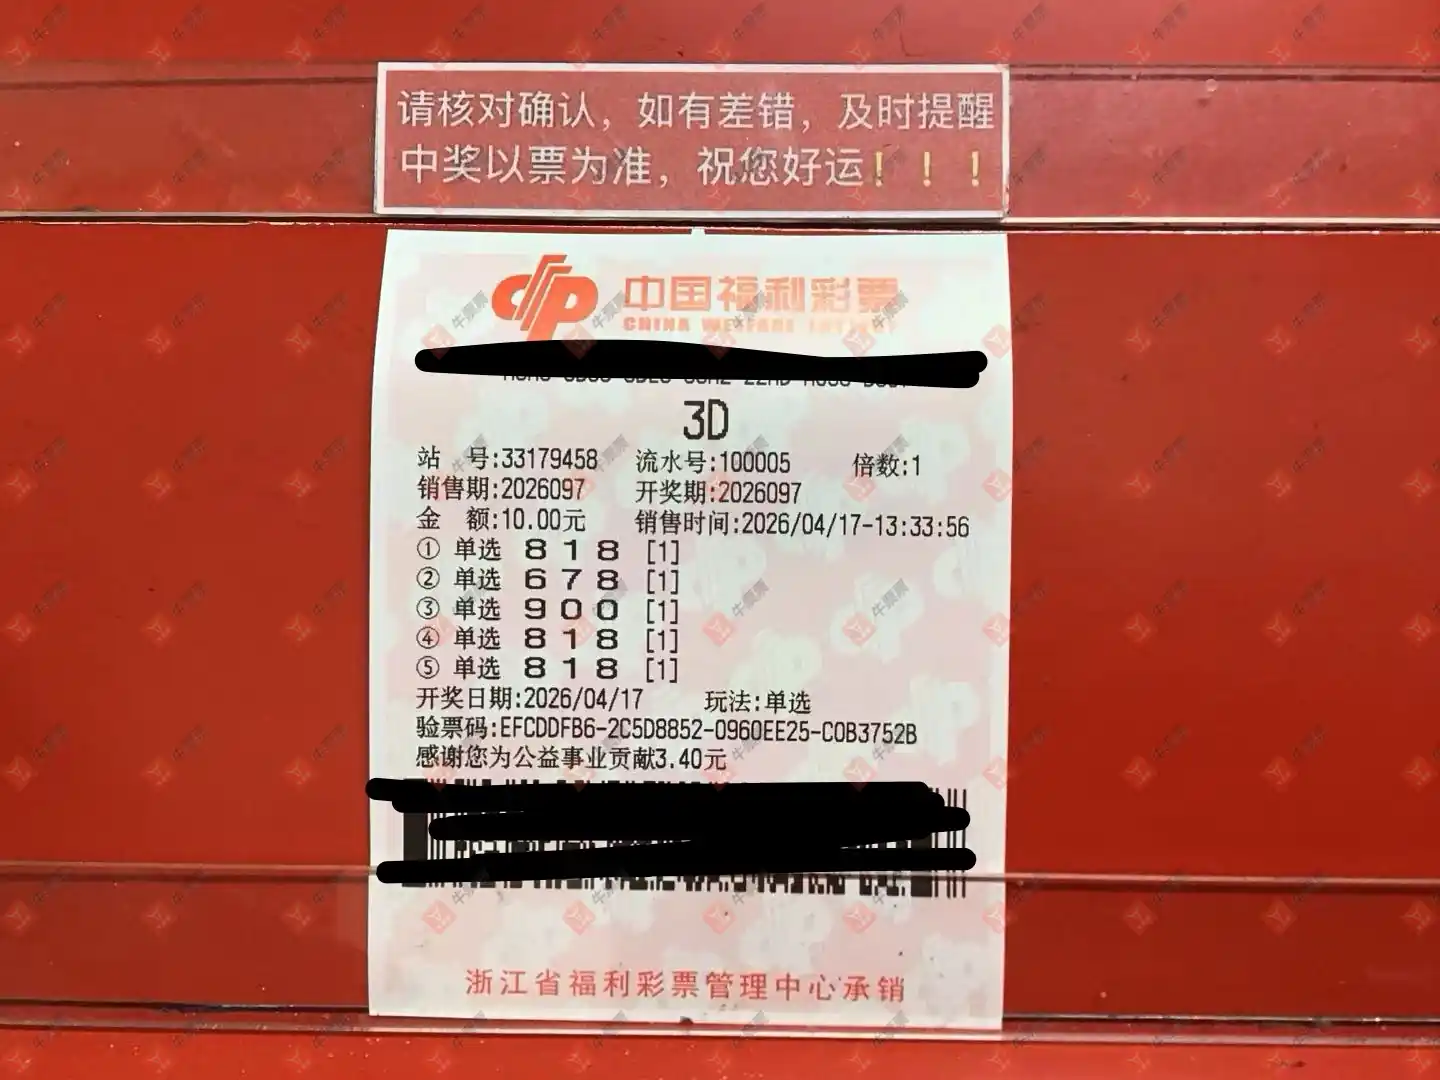 请核对确认，如有差错，及时提醒
中奖以票为准，祝您好运！！！
中国福利彩票
CHINA WELFARE LOTTERY
3D
站 号:33179458 流水号:100005 倍数:1
销售期:2026097 开奖期:2026097
金 额:10.00元 销售时间:2026/04/17-13:33:56
① 单选 8 1 8 [1]
② 单选 6 7 8 [1]
③ 单选 9 0 0 [1]
④ 单选 8 1 8 [1]
⑤ 单选 8 1 8 [1]
开奖日期:2026/04/17 玩法:单选
验票码:EFCDDFB6-2C5D8852-0960EE25-C0B3752B
感谢您为公益事业贡献3.40元
浙江省福利彩票管理中心承销
牛票票